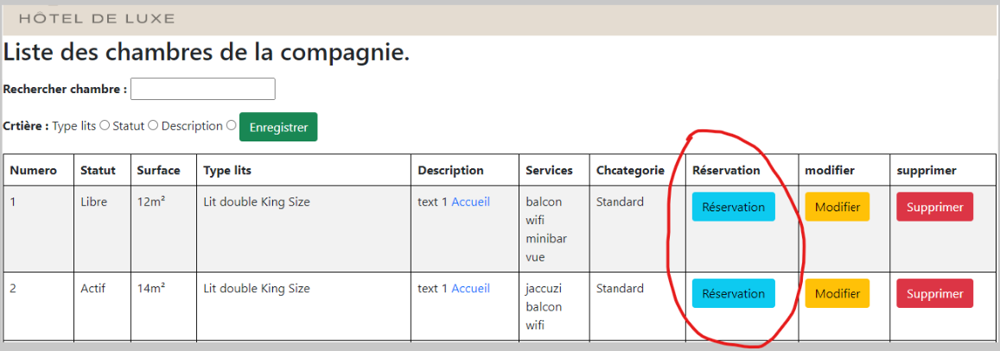 HÔTEL DE LUXE
Liste des chambres de la compagnie.
Rechercher chambre :
Crtière : Type lits Statut Description Enregistrer
Numero Statut Surface Type lits Description Services Chcategorie Réservation modifier supprimer
1 Libre 12m² Lit double King Size text 1 Accueil balcon Standard Réservation Modifier Supprimer
wifi
minibar
vue
2 Actif 14m² Lit double King Size text 1 Accueil jaccuzi Standard Réservation Modifier Supprimer
balcon
wifi